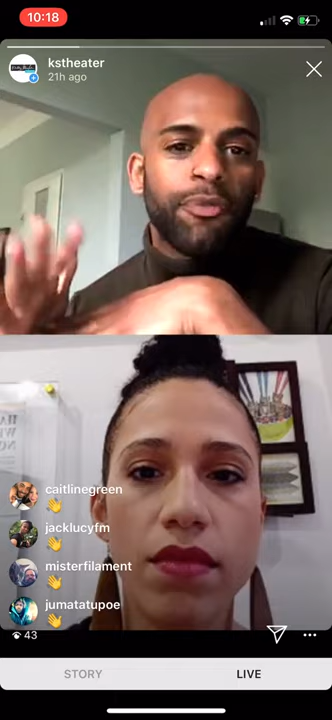 10:18
kstheater
21h ago
caitlinegreen
👋
jacklucyfm
👋
misterfilament
👋
jumatatupoe
👋
43
STORY
LIVE